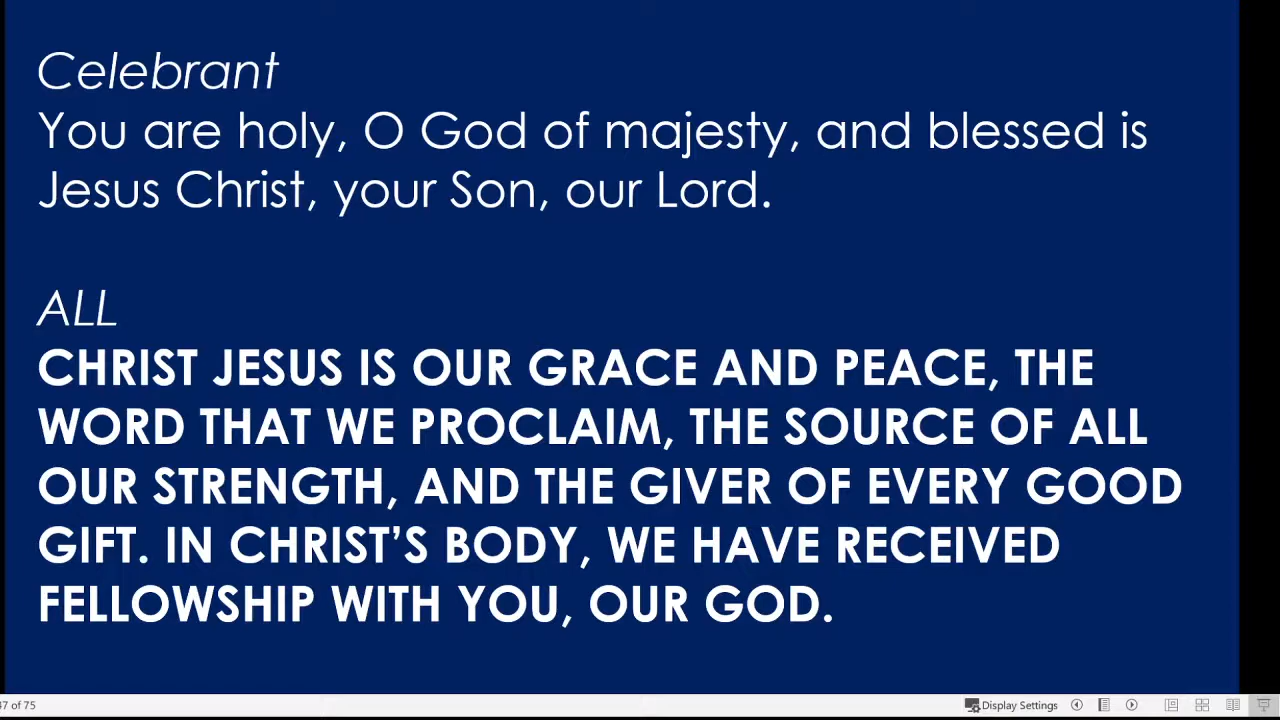 Celebrant
You are holy, O God of majesty, and blessed is
Jesus Christ, your Son, our Lord.
ALL
CHRIST JESUS IS OUR GRACE AND PEACE, THE
WORD THAT WE PROCLAIM, THE SOURCE OF ALL
OUR STRENGTH, AND THE GIVER OF EVERY GOOD
GIFT. IN CHRIST’S BODY, WE HAVE RECEIVED
FELLOWSHIP WITH YOU, OUR GOD.
of 75
Display Settings